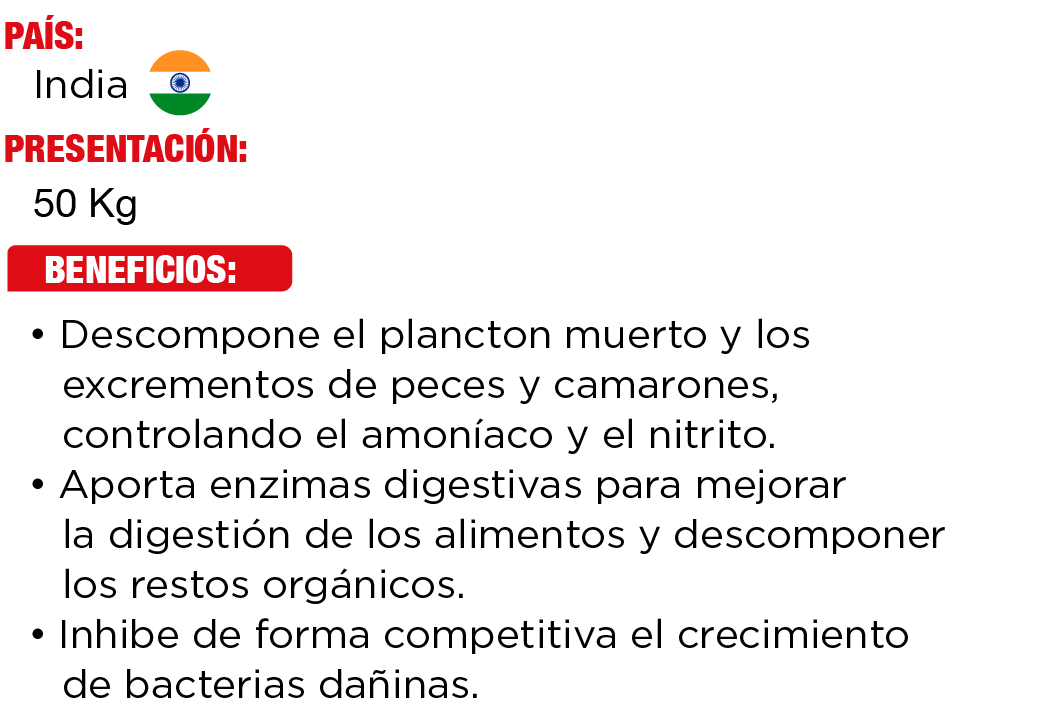 PAÍS:
India
PRESENTACIÓN:
50 Kg
BENEFICIOS:
• Descompone el plancton muerto y los
excrementos de peces y camarones,
controlando el amoníaco y el nitrito.
• Aporta enzimas digestivas para mejorar
la digestión de los alimentos y descomponer
los restos orgánicos.
• Inhibe de forma competitiva el crecimiento
de bacterias dañinas.